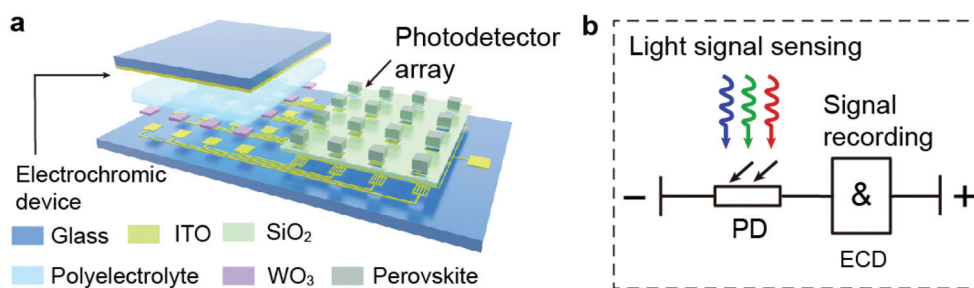 a
Photodetector
array
Electrochromic
device
Glass
ITO
SiO₂
Polyelectrolyte
WO₃
Perovskite
b
Light signal sensing
Signal
recording
−
&
+
PD
ECD